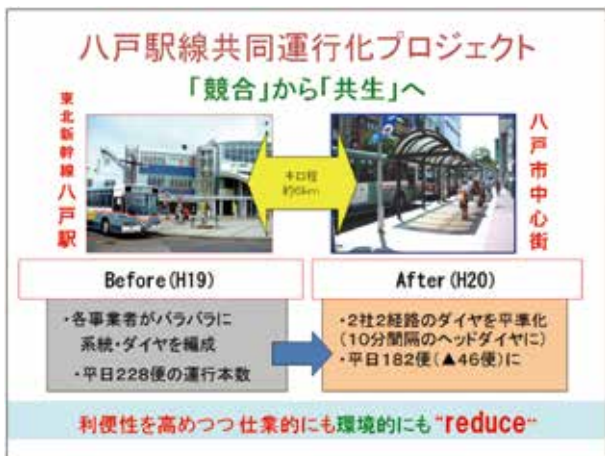 八戸駅線共同運行化プロジェクト
「競合」から「共生」へ
東北新幹線八戸駅
キロ程
約6km
八戸市中心街
Before(H19)
After(H20)
・各事業者がバラバラに
系統・ダイヤを編成
・平日228便の運行本数
・2社2経路のダイヤを平準化
(10分間隔のヘッドダイヤに)
・平日182便(▲46便)に
利便性を高めつつ仕業的にも環境的にも"reduce"